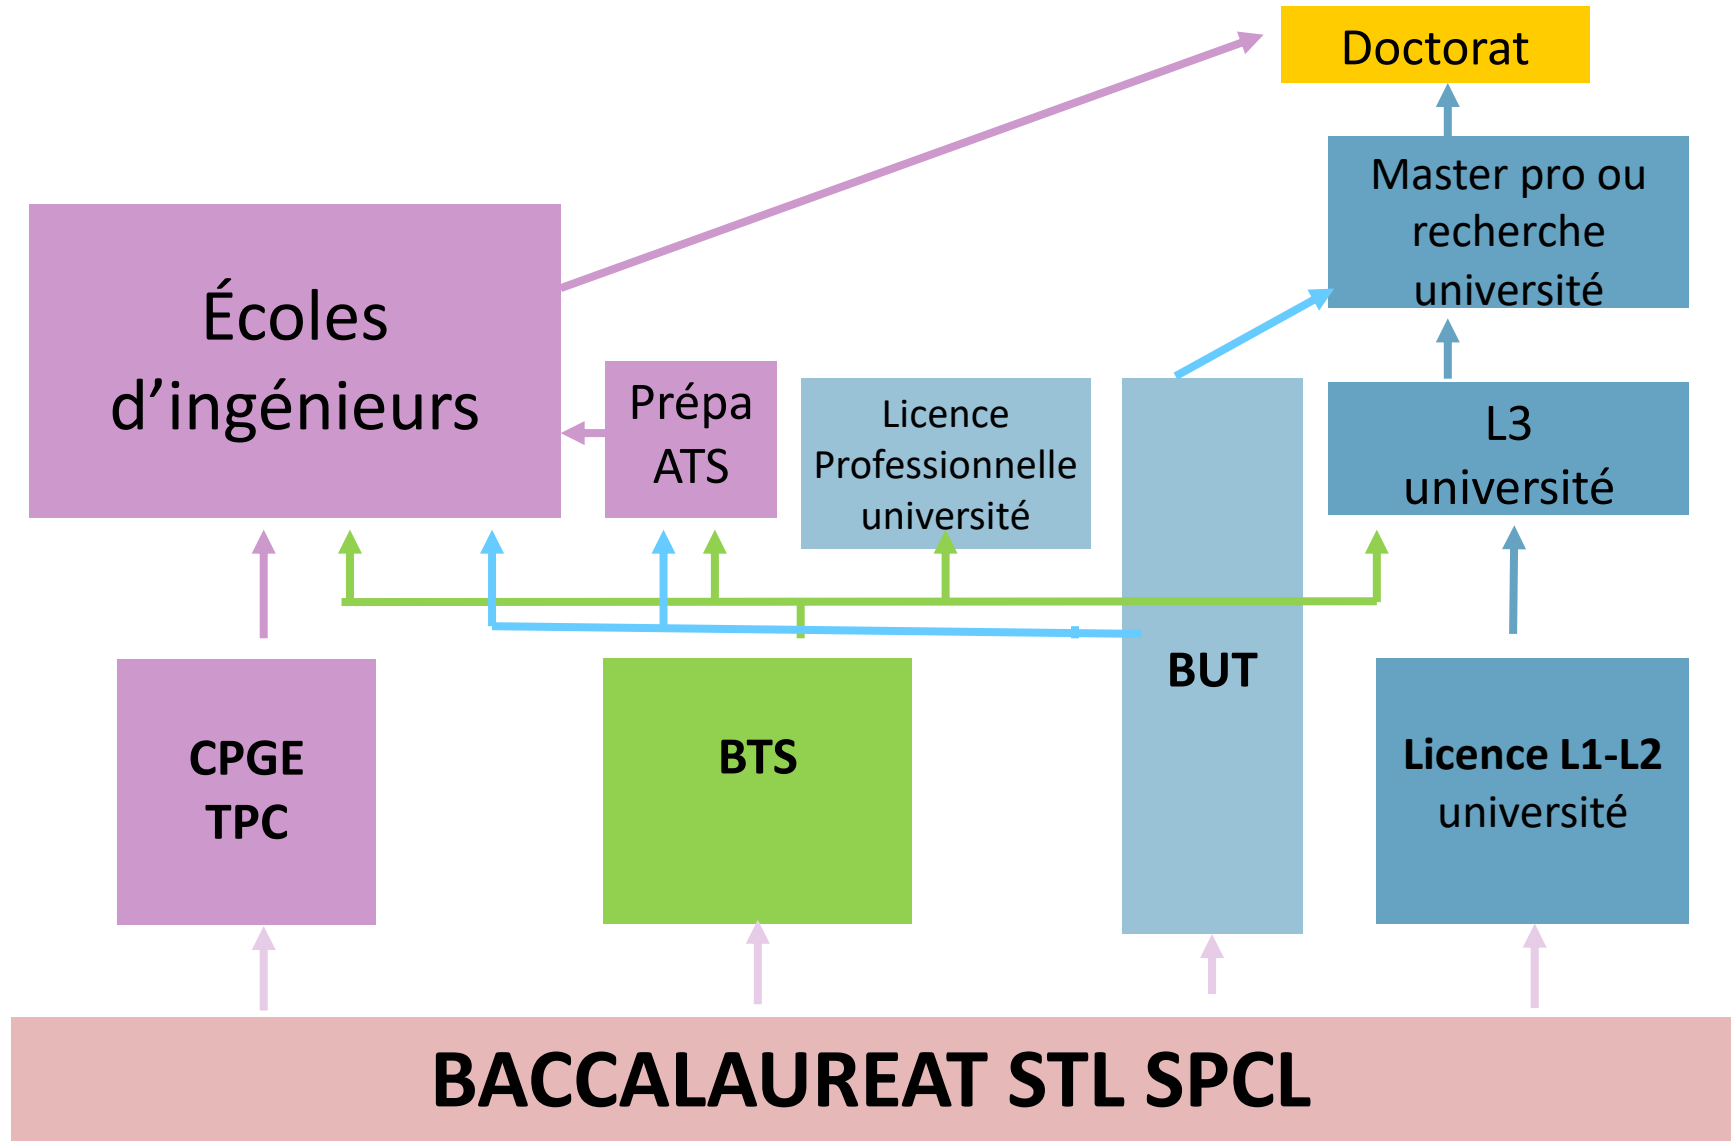 Doctorat
Master pro ou
recherche
université
Écoles
d’ingénieurs
Prépa
ATS
Licence
Professionnelle
université
L3
université
BUT
CPGE
TPC
BTS
Licence L1-L2
université
BACCALAUREAT STL SPCL